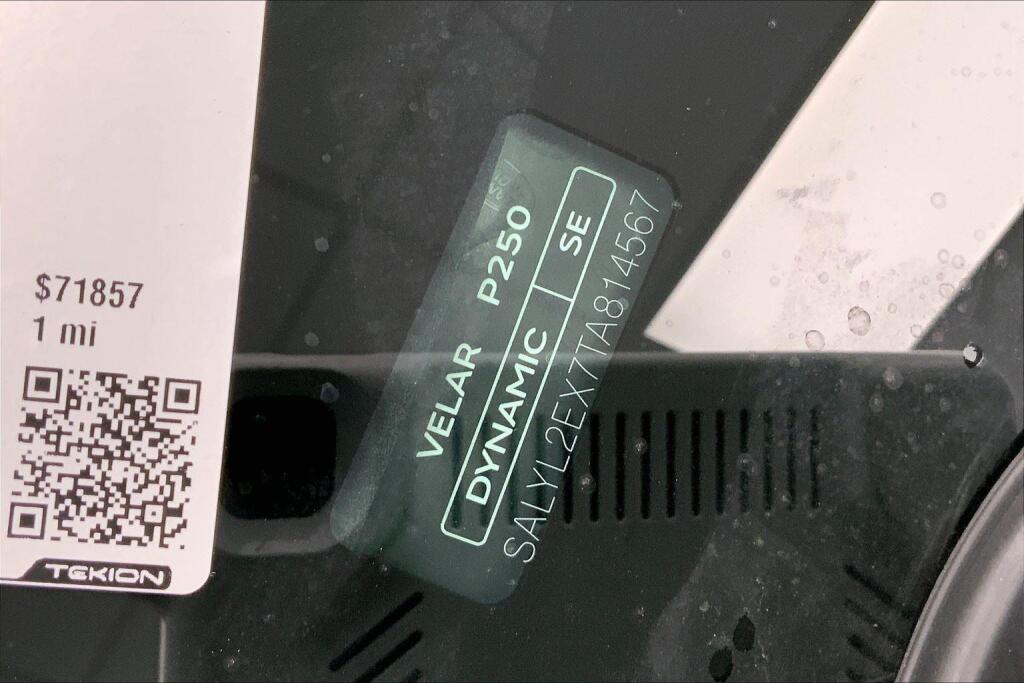 $71857
1 mi
TEKION
VELAR P250
DYNAMIC SE
SALYL2EX7TA814567